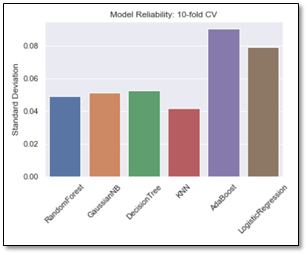 Model Reliability: 10-fold CV
Standard Deviation
0.08
0.06
0.04
0.02
0.00
RandomForest
GaussianNB
DecisionTree
KNN
AdaBoost
LogisticRegression